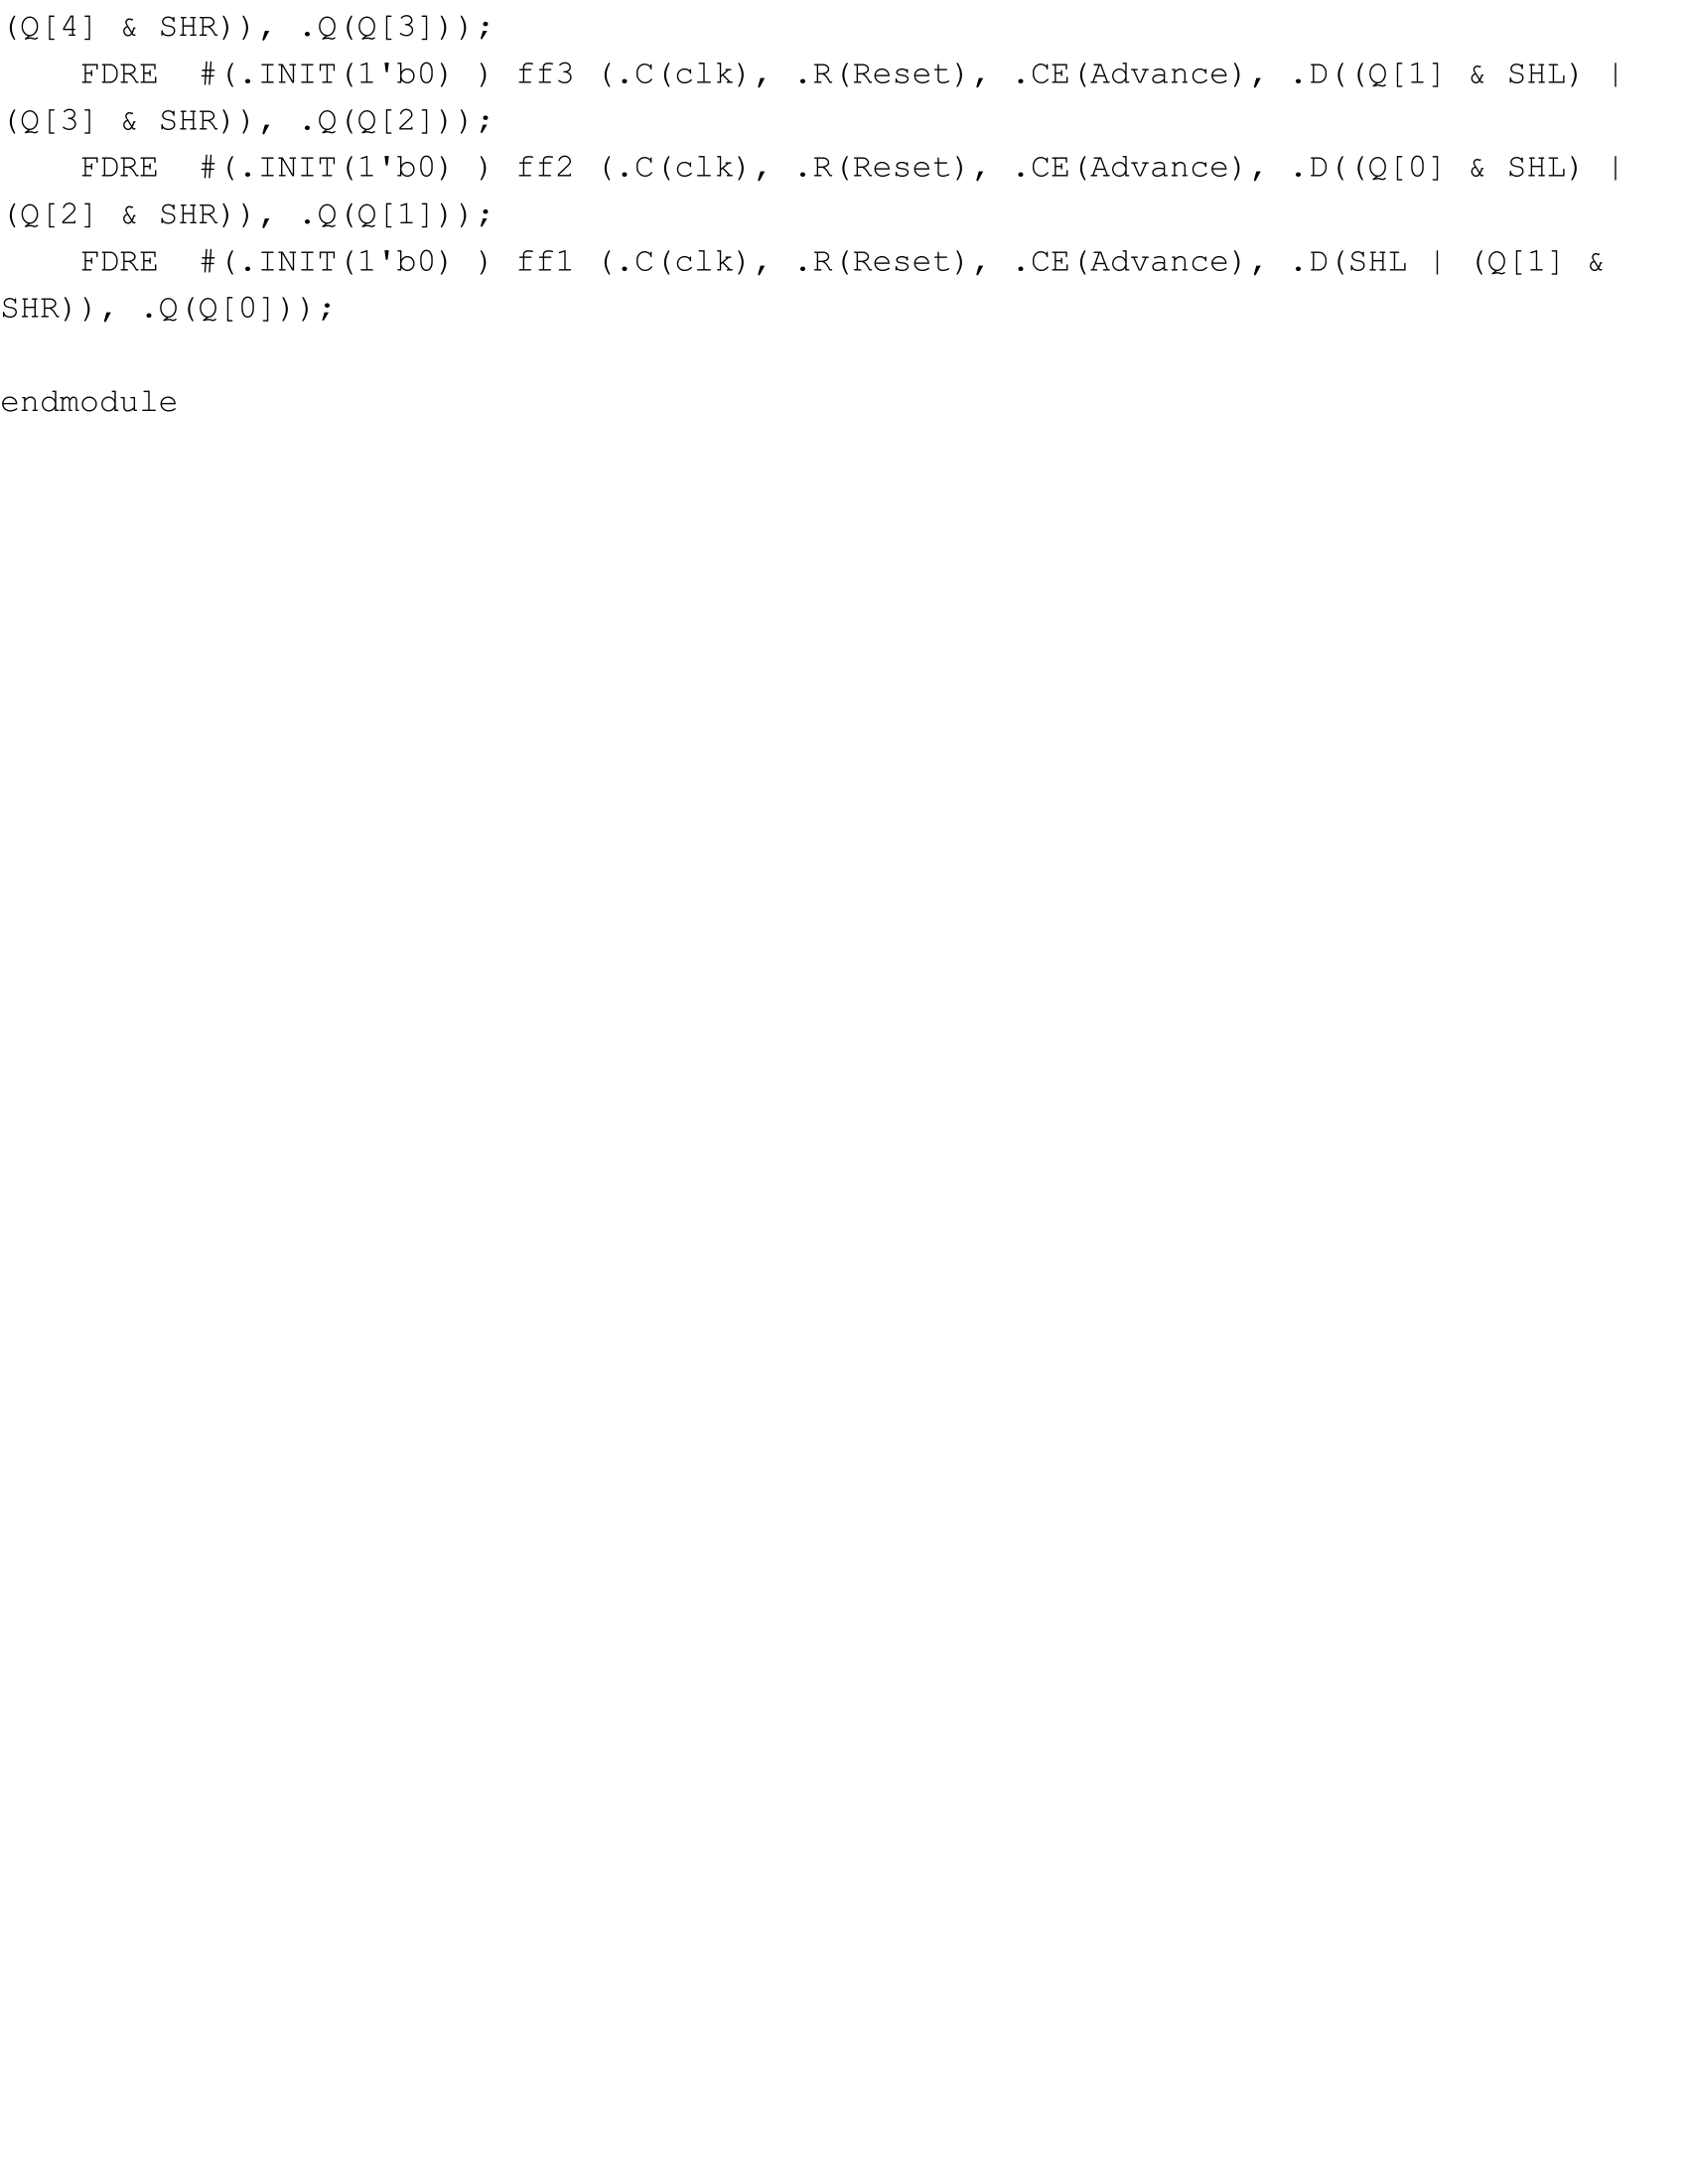 (Q[4] & SHR)), .Q(Q[3]));
    FDRE  #(.INIT(1'b0) ) ff3 (.C(clk), .R(Reset), .CE(Advance), .D((Q[1] & SHL) |
(Q[3] & SHR)), .Q(Q[2]));
    FDRE  #(.INIT(1'b0) ) ff2 (.C(clk), .R(Reset), .CE(Advance), .D((Q[0] & SHL) |
(Q[2] & SHR)), .Q(Q[1]));
    FDRE  #(.INIT(1'b0) ) ff1 (.C(clk), .R(Reset), .CE(Advance), .D(SHL | (Q[1] &
SHR)), .Q(Q[0]));

endmodule